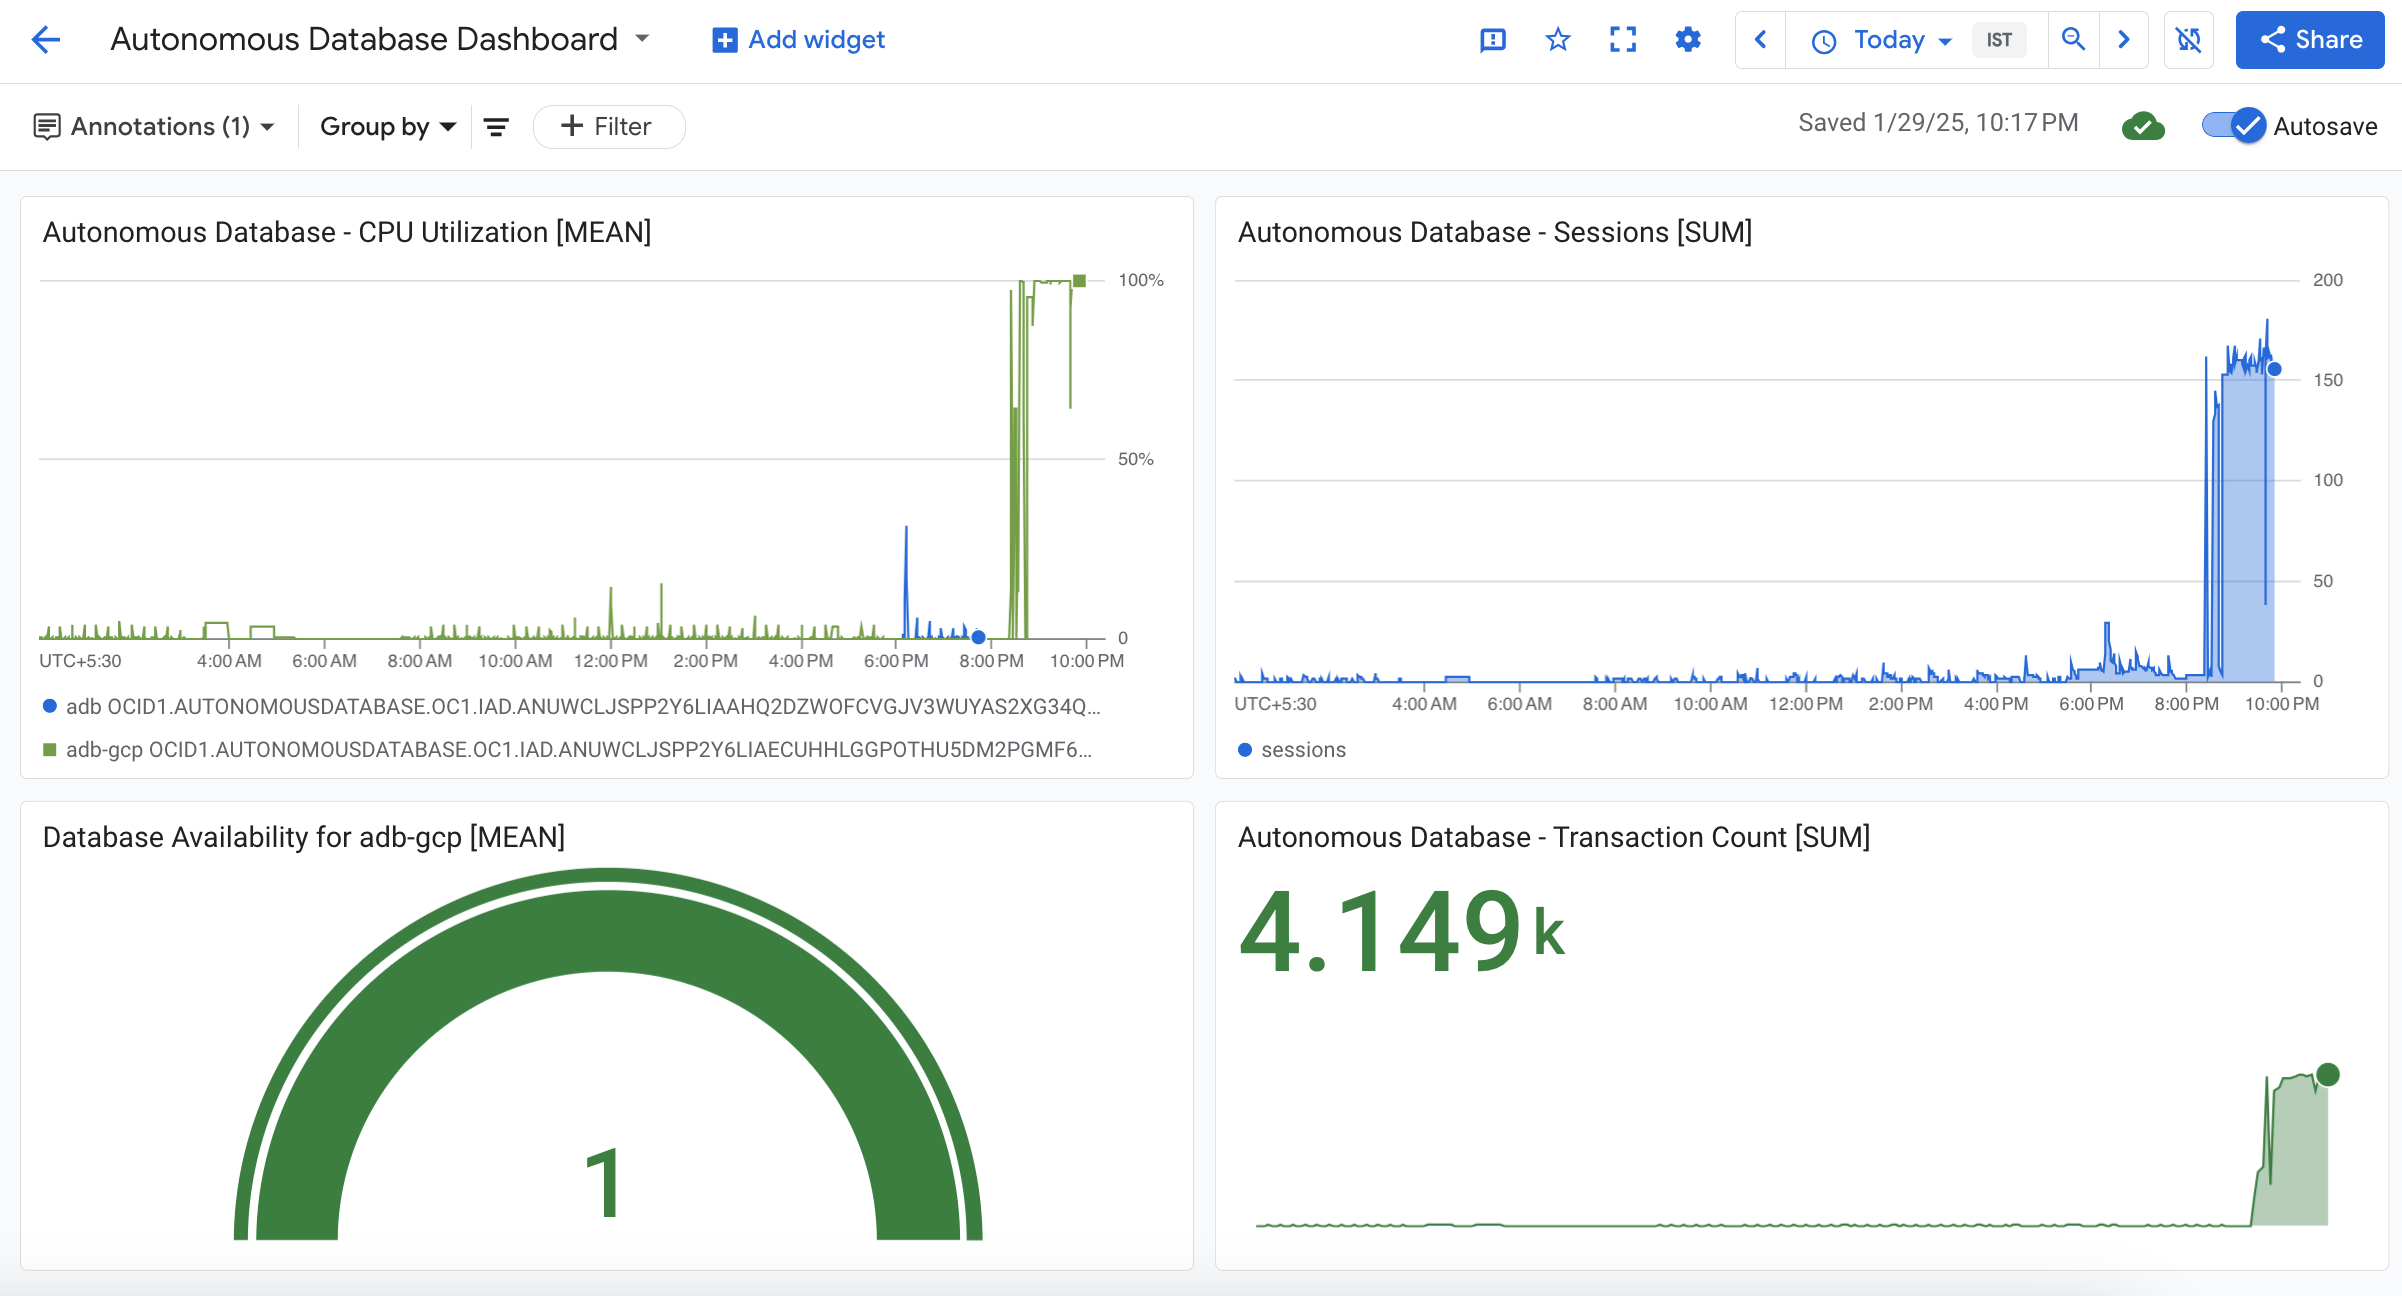 Autonomous Database Dashboard
Add widget
Today
IST
Share
Annotations (1)
Group by
Filter
Saved 1/29/25, 10:17 PM
Autosave
Autonomous Database - CPU Utilization [MEAN]
100%
50%
0
UTC+5:30 4:00 AM 6:00 AM 8:00 AM 10:00 AM 12:00 PM 2:00 PM 4:00 PM 6:00 PM 8:00 PM 10:00 PM
adb OCID1.AUTONOMOUSDATABASE.OC1.IAD.ANUWCLJSPP2Y6LIAAHQ2DZWOFCVGJV3WUYAS2XG34Q...
adb-gcp OCID1.AUTONOMOUSDATABASE.OC1.IAD.ANUWCLJSPP2Y6LIAECUHHLGGPOTHU5DM2PGMF6...
Autonomous Database - Sessions [SUM]
200
150
100
50
0
UTC+5:30 4:00 AM 6:00 AM 8:00 AM 10:00 AM 12:00 PM 2:00 PM 4:00 PM 6:00 PM 8:00 PM 10:00 PM
sessions
Database Availability for adb-gcp [MEAN]
1
Autonomous Database - Transaction Count [SUM]
4.149 k